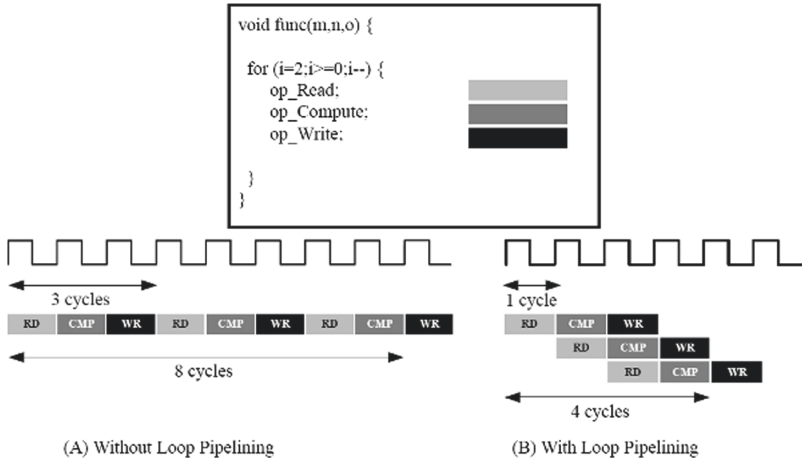 void func(m,n,o) {
for (i=2;i>=0;i--) {
op_Read;
op_Compute;
op_Write;
}
}
3 cycles
1 cycle
RD CMP WR RD CMP WR RD CMP WR
8 cycles
RD CMP WR
RD CMP WR
RD CMP WR
4 cycles
(A) Without Loop Pipelining
(B) With Loop Pipelining